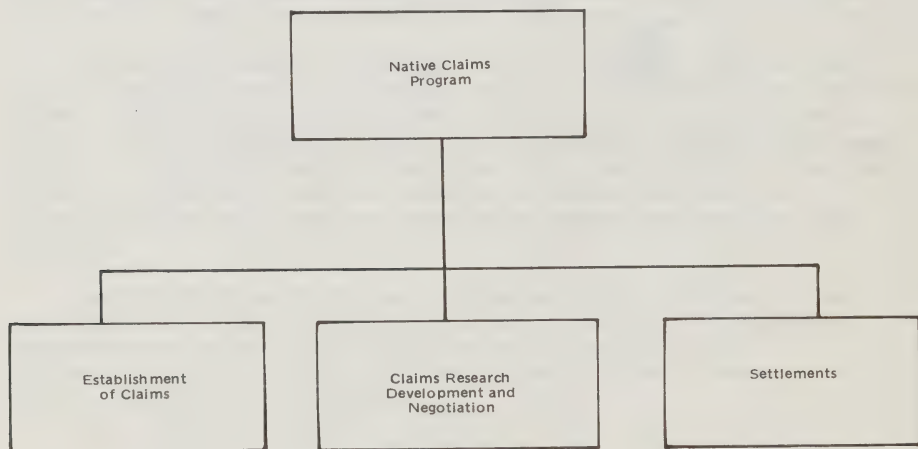 Native Claims
Program
Establishment
of Claims
Claims Research
Development and
Negotiation
Settlements